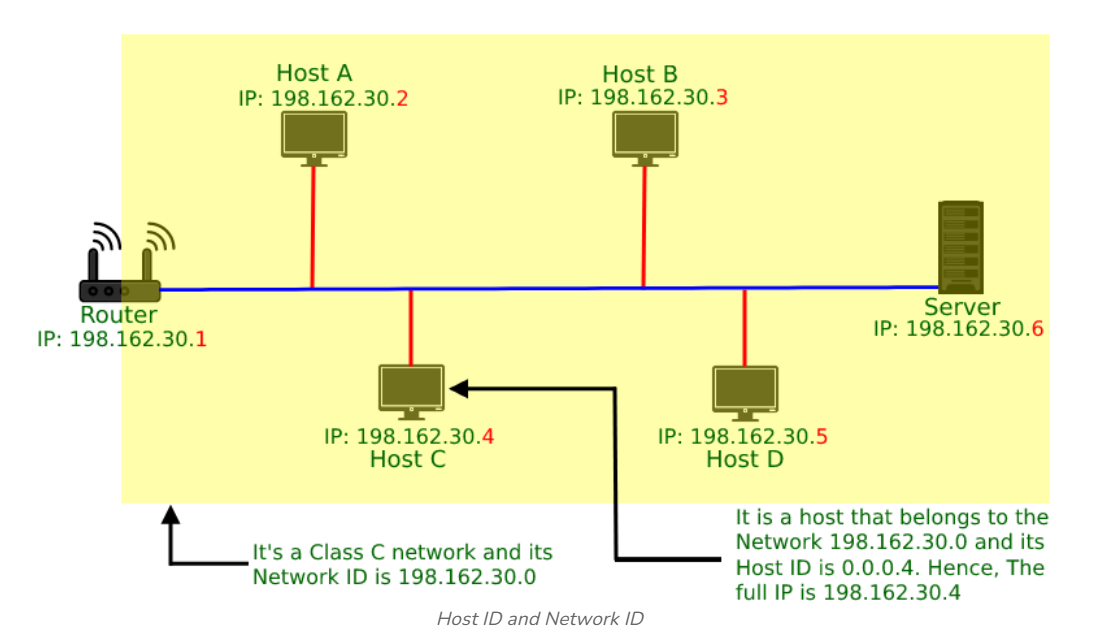 Host A
IP: 198.162.30.2
Host B
IP: 198.162.30.3
Router
IP: 198.162.30.1
Server
IP: 198.162.30.6
IP: 198.162.30.4
Host C
IP: 198.162.30.5
Host D
It's a Class C network and its
Network ID is 198.162.30.0
It is a host that belongs to the
Network 198.162.30.0 and its
Host ID is 0.0.0.4. Hence, The
full IP is 198.162.30.4
Host ID and Network ID